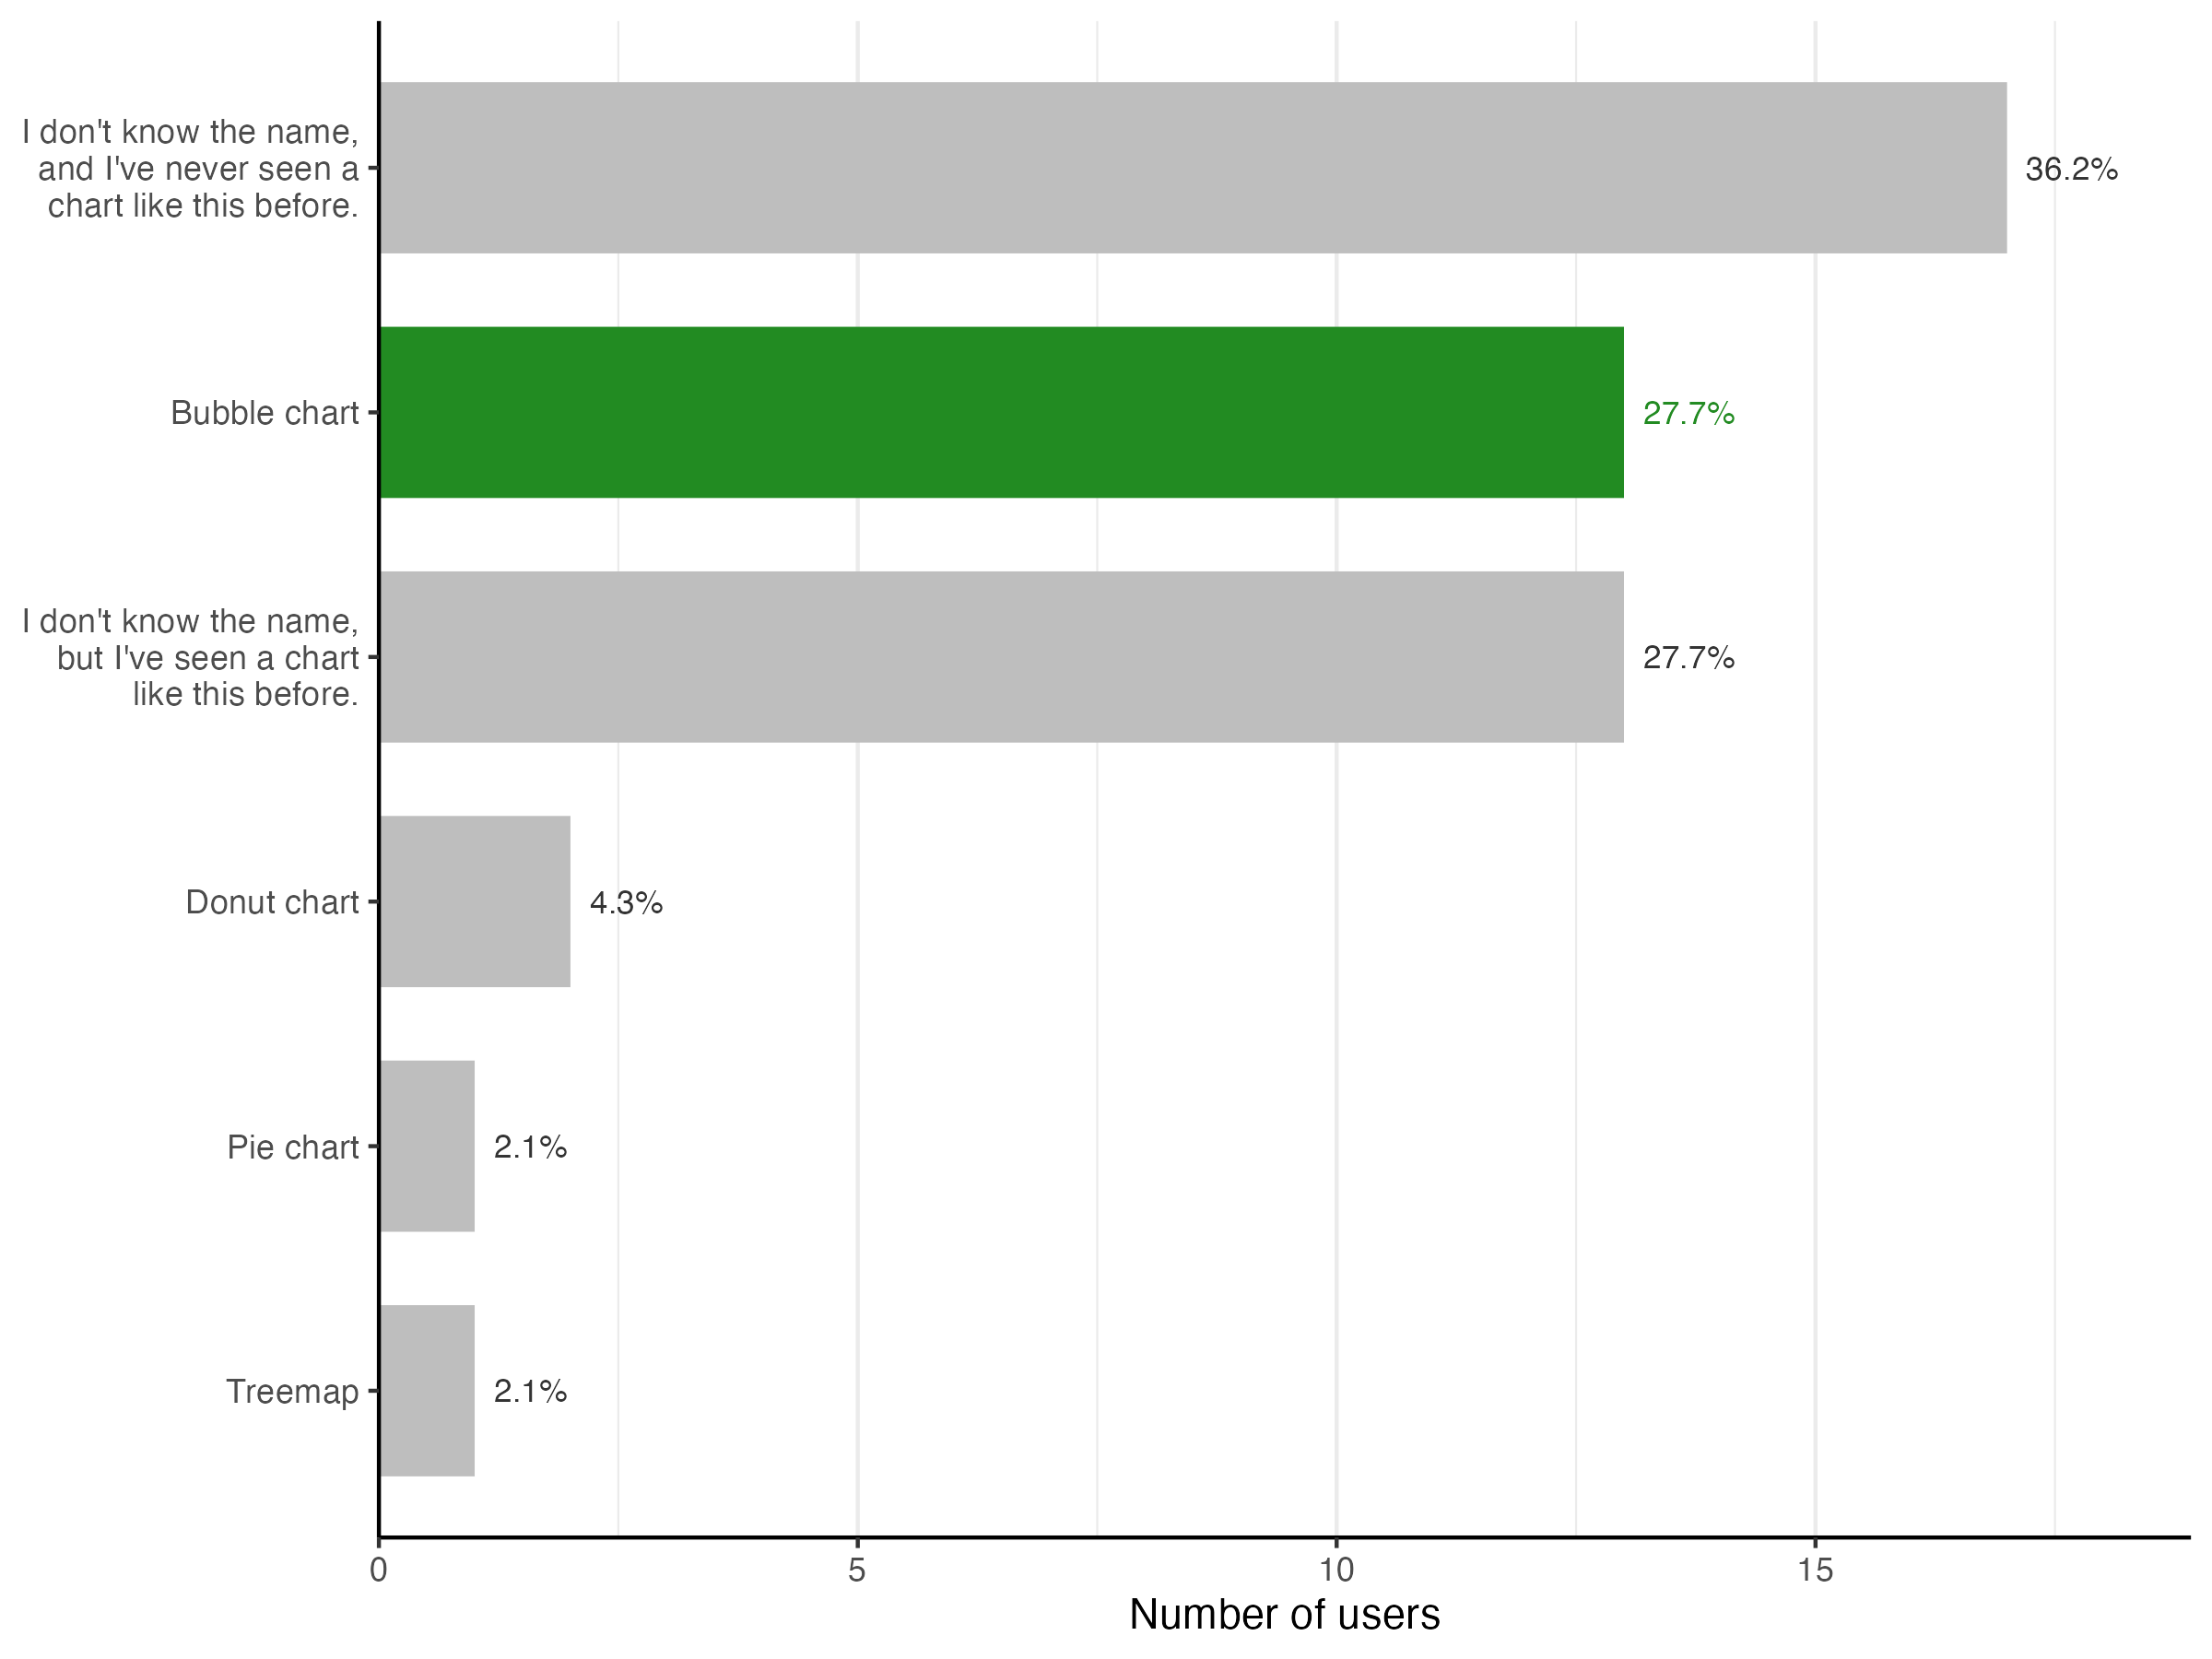 I don't know the name,
and I've never seen a
chart like this before.
36.2%
Bubble chart
27.7%
I don't know the name,
but I've seen a chart
like this before.
27.7%
Donut chart
4.3%
Pie chart
2.1%
Treemap
2.1%
0 5 10 15
Number of users